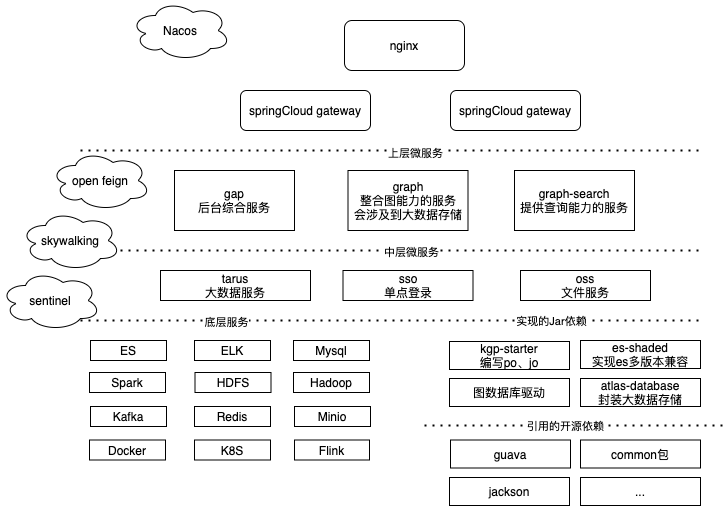 Nacos
nginx
springCloud gateway
springCloud gateway
上层微服务
open feign
gap
后台综合服务
graph
整合图能力的服务
会涉及到大数据存储
graph-search
提供查询能力的服务
skywalking
中层微服务
sentinel
tarus
大数据服务
sso
单点登录
oss
文件服务
底层服务
实现的Jar依赖
ES
ELK
Mysql
kgp-starter
编写po、jo
es-shaded
实现es多版本兼容
Spark
HDFS
Hadoop
图数据库驱动
atlas-database
封装大数据存储
Kafka
Redis
Minio
引用的开源依赖
Docker
K8S
Flink
guava
common包
jackson
...